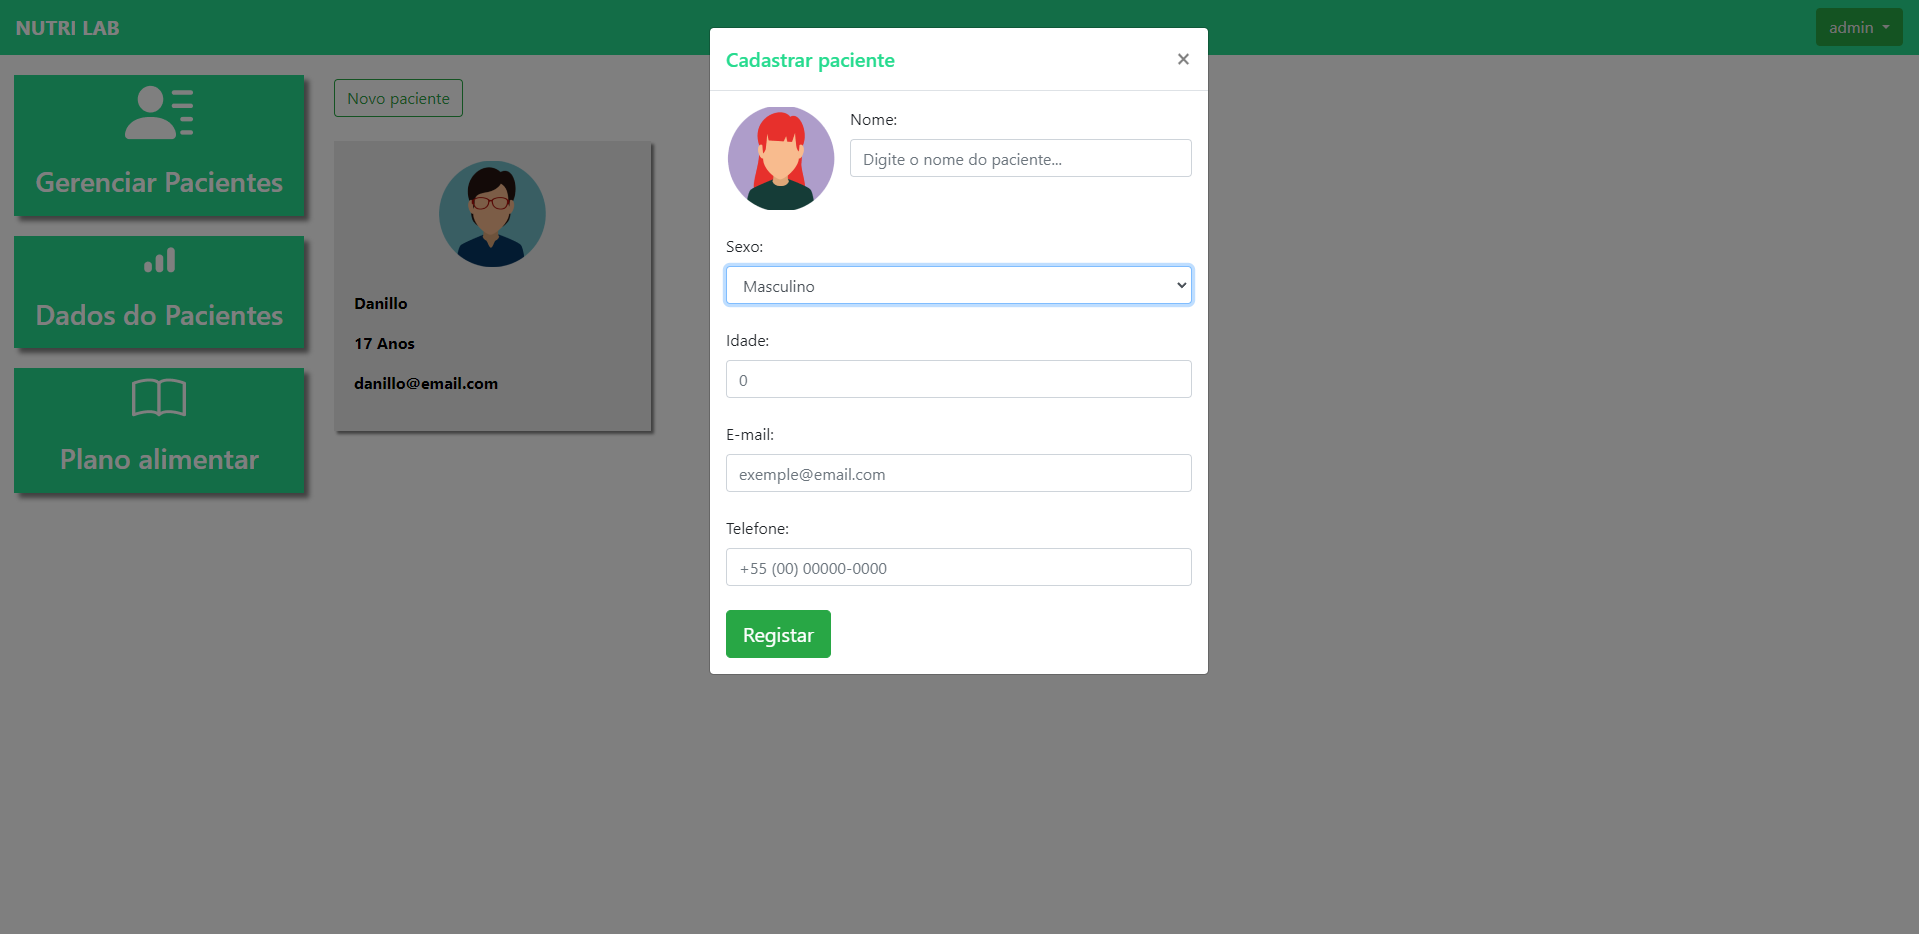 NUTRI LAB
admin
Gerenciar Pacientes
Dados do Pacientes
Plano alimentar
Novo paciente
Danillo
17 Anos
danillo@email.com
Cadastrar paciente
×
Nome:
Digite o nome do paciente...
Sexo:
Masculino
Idade:
0
E-mail:
exemple@email.com
Telefone:
+55 (00) 00000-0000
Registar